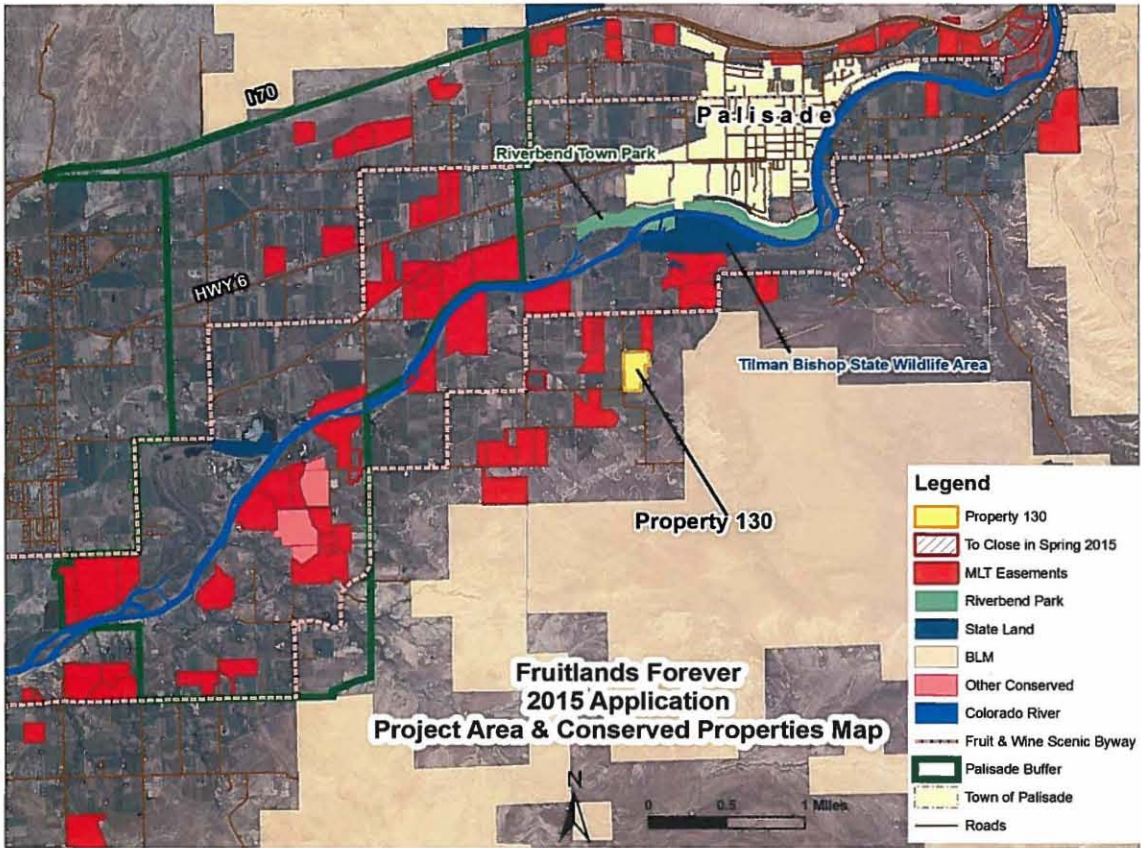 I 70
Palisade
Riverbend Town Park
HWY 6
Tilman Bishop State Wildlife Area
Property 130
Fruitlands Forever
2015 Application
Project Area & Conserved Properties Map
N
0 0.5 1 Miles
Legend
Property 130
To Close in Spring 2015
MLT Easements
Riverbend Park
State Land
BLM
Other Conserved
Colorado River
Fruit & Wine Scenic Byway
Palisade Buffer
Town of Palisade
Roads